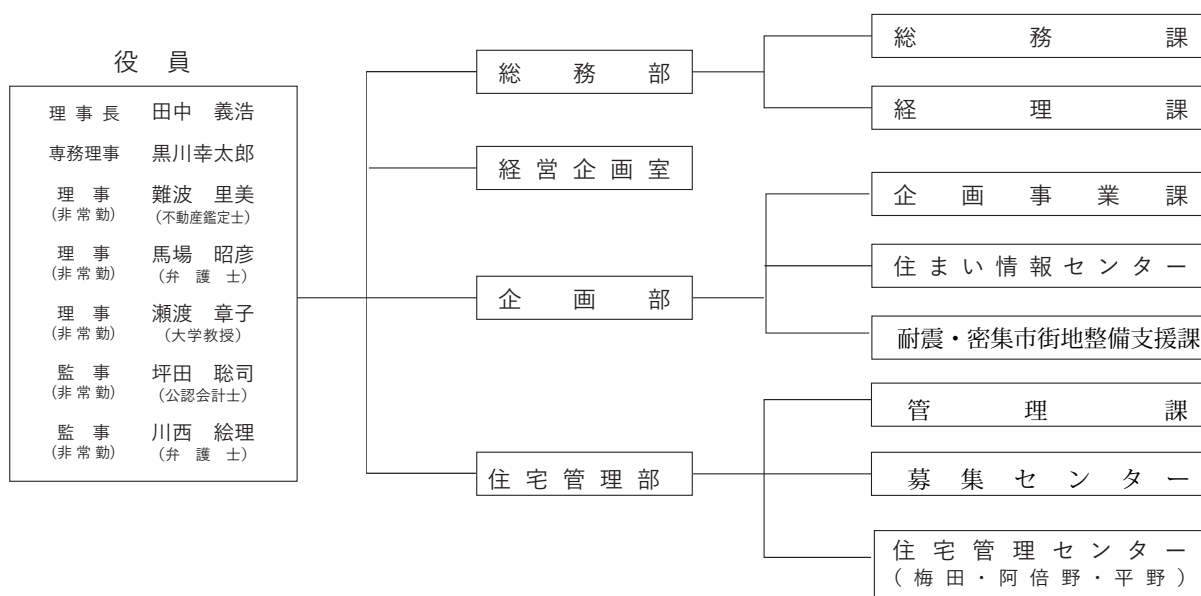 役　員
理 事 長　田中　義浩
専務理事　黒川幸太郎
理　事　難波　里美
(非 常 勤)　（不動産鑑定士）
理　事　馬場　昭彦
(非 常 勤)　（弁　護　士）
理　事　瀬渡　章子
(非 常 勤)　（大学教授）
監　事　坪田　聡司
(非 常 勤)　（公認会計士）
監　事　川西　絵理
(非 常 勤)　（弁　護　士）
総務部
総務課
経理課
経営企画室
企画部
企画事業課
住まい情報センター
耐震・密集市街地整備支援課
住宅管理部
管理課
募集センター
住宅管理センター
（梅田・阿倍野・平野）